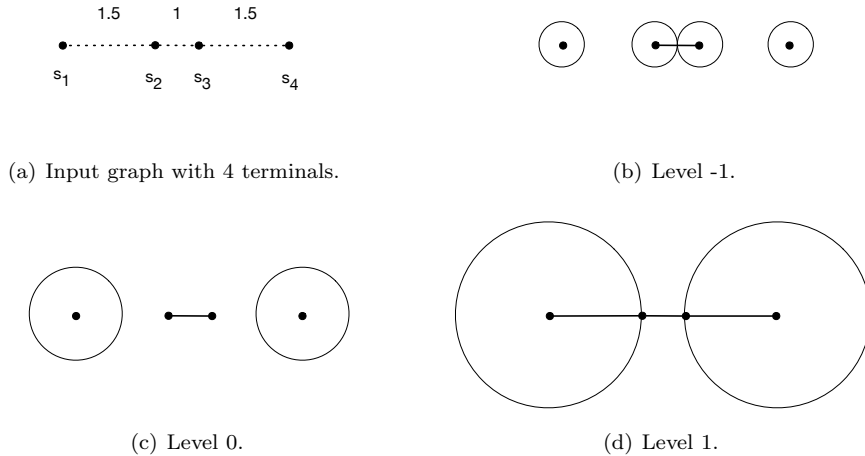 1.5 1 1.5
s1 s2 s3 s4
(a) Input graph with 4 terminals.
(b) Level -1.
(c) Level 0.
(d) Level 1.